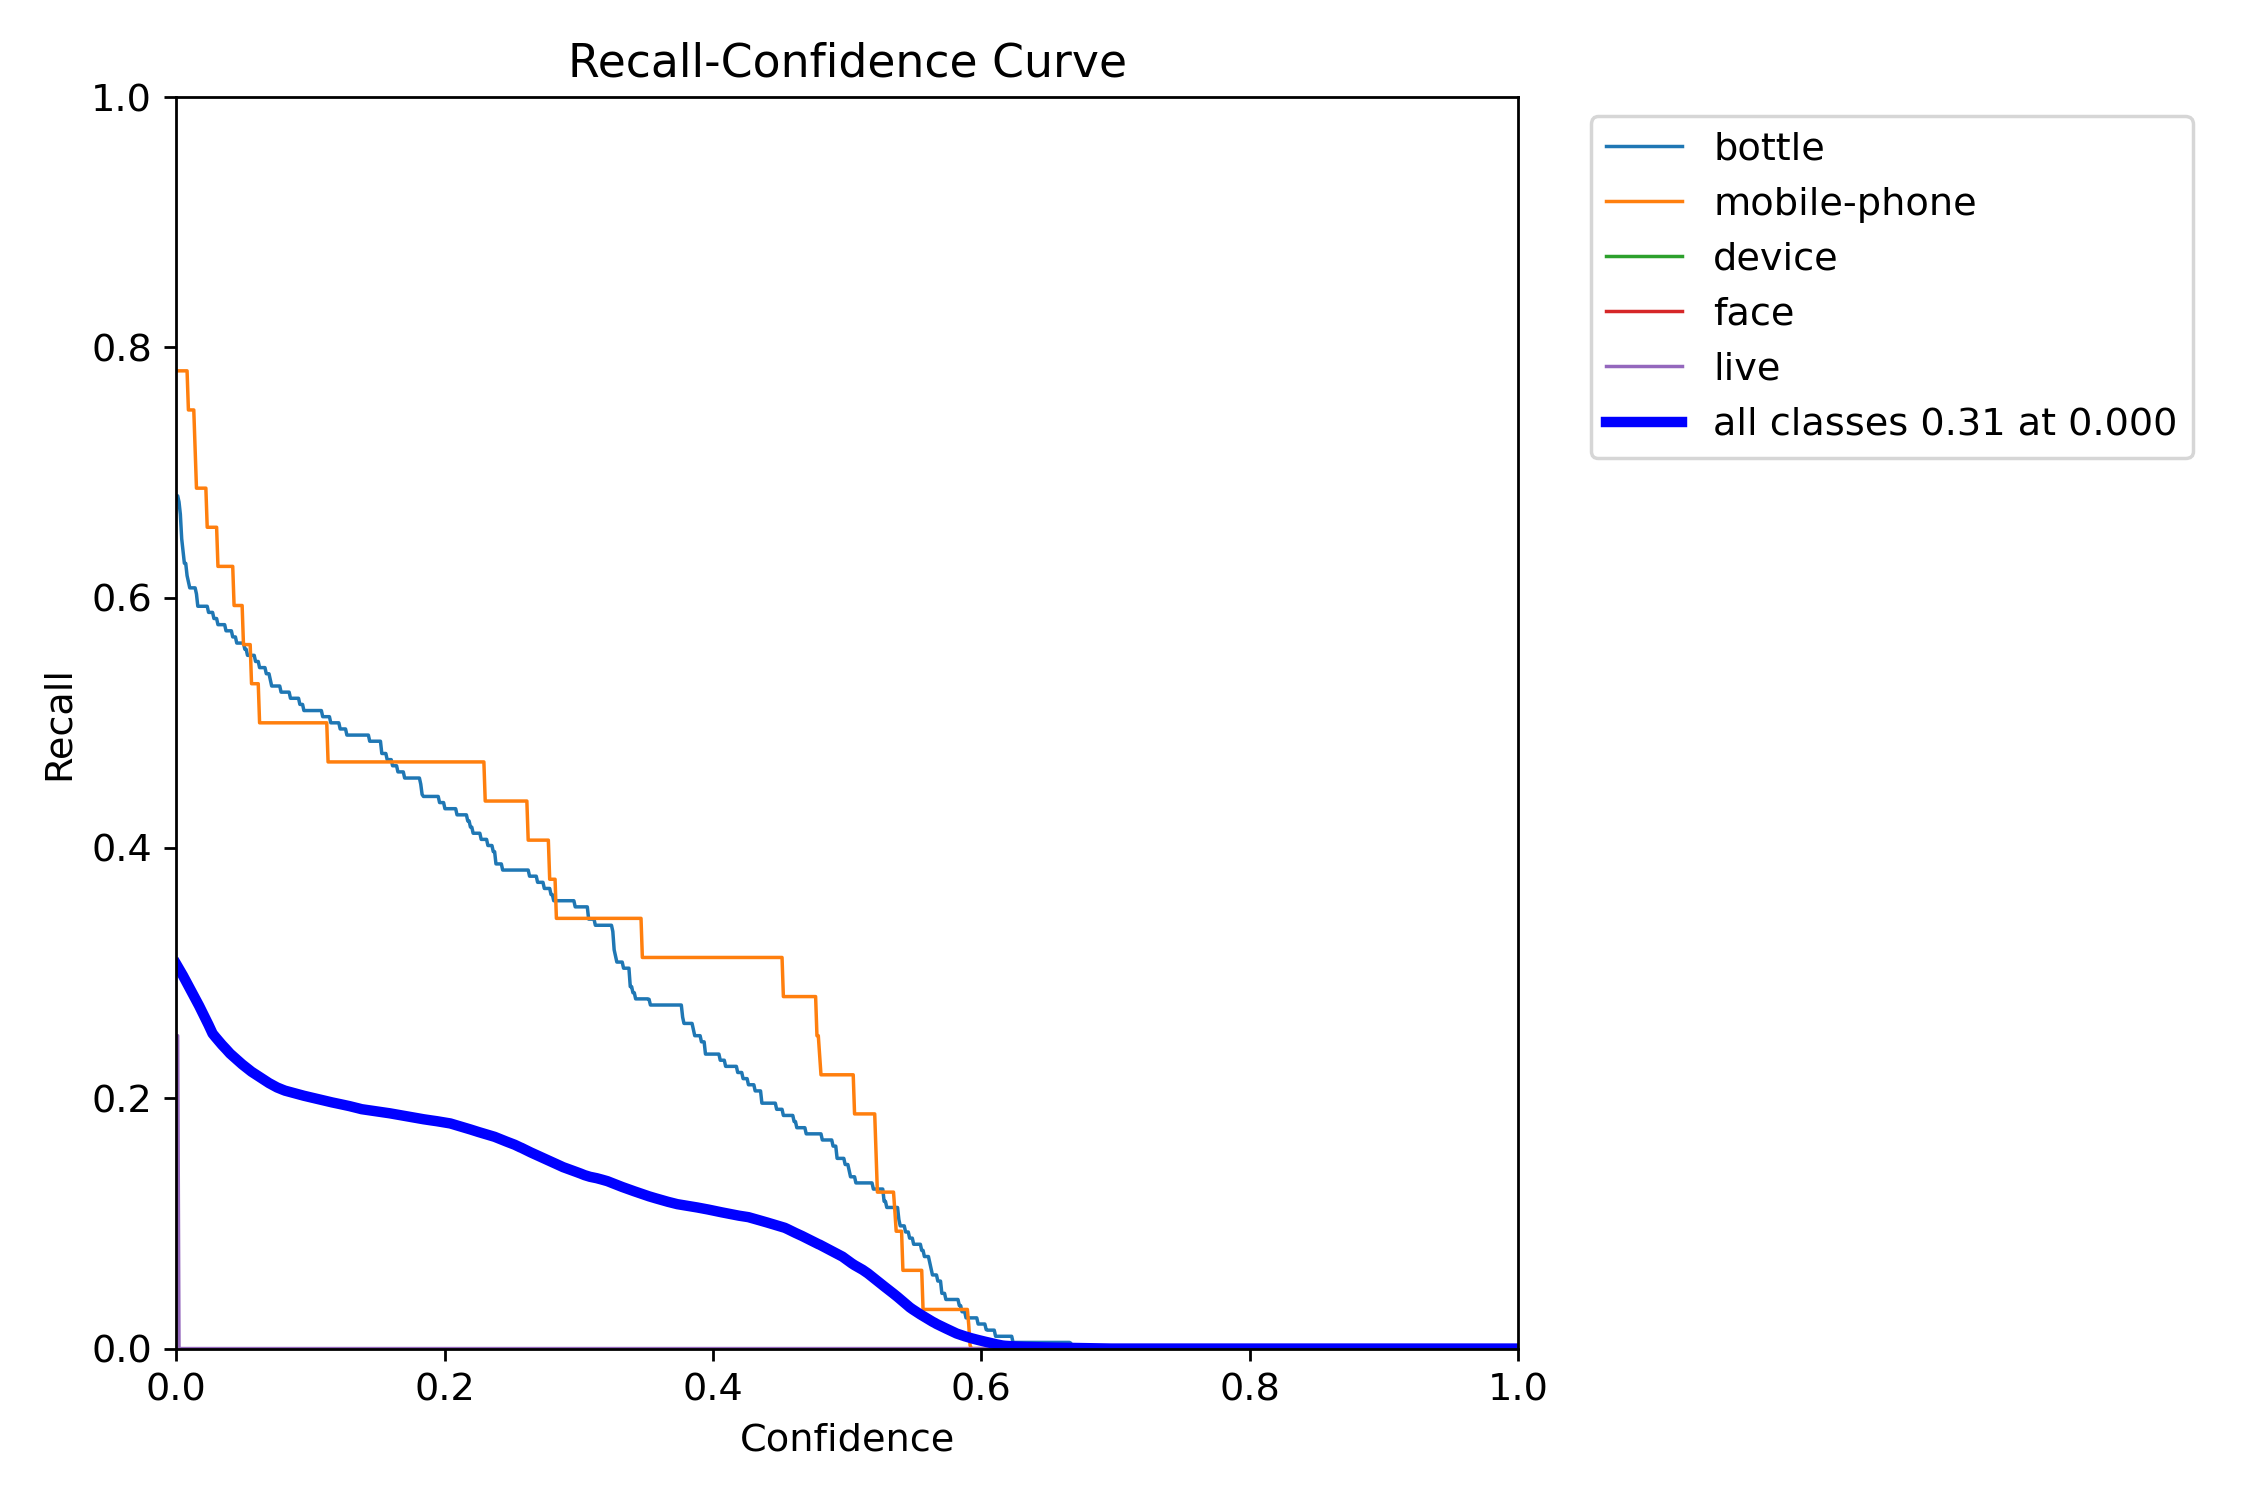 Recall-Confidence Curve
1.0
0.8
0.6
0.4
0.2
0.0
Recall
0.0 0.2 0.4 0.6 0.8 1.0
Confidence
bottle
mobile-phone
device
face
live
all classes 0.31 at 0.000